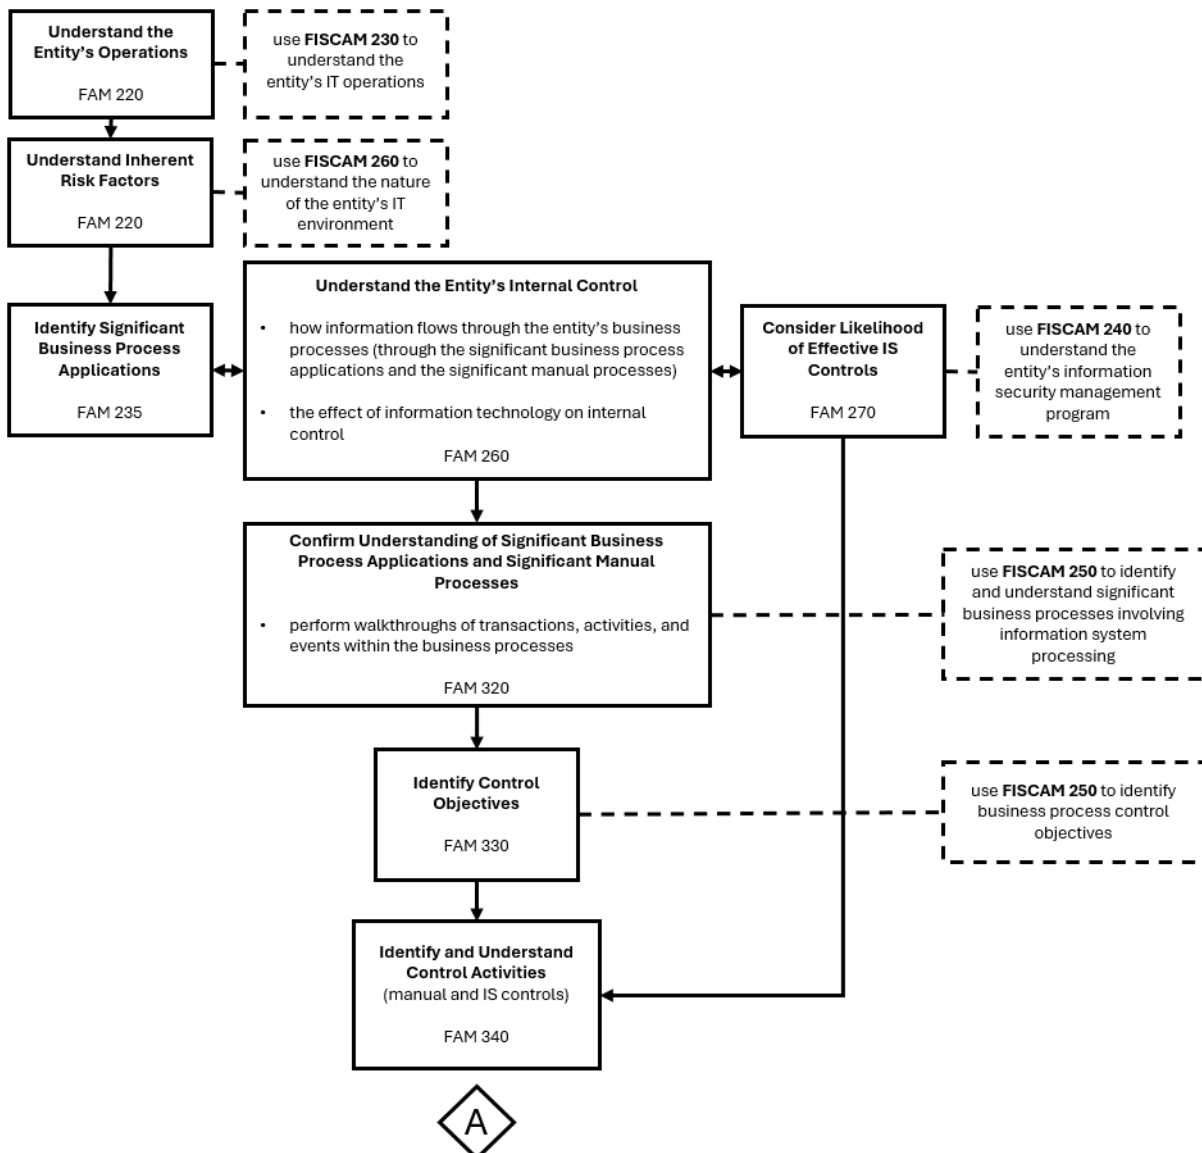 Understand the
Entity’s Operations
FAM 220
use FISCAM 230 to
understand the
entity’s IT operations
Understand Inherent
Risk Factors
FAM 220
use FISCAM 260 to
understand the nature
of the entity’s IT
environment
Identify Significant
Business Process
Applications
FAM 235
Understand the Entity’s Internal Control
• how information flows through the entity’s business
processes (through the significant business process
applications and the significant manual processes)
• the effect of information technology on internal
control
FAM 260
Consider Likelihood
of Effective IS
Controls
FAM 270
use FISCAM 240 to
understand the
entity’s information
security management
program
Confirm Understanding of Significant Business
Process Applications and Significant Manual
Processes
• perform walkthroughs of transactions, activities, and
events within the business processes
FAM 320
use FISCAM 250 to identify
and understand significant
business processes involving
information system
processing
Identify Control
Objectives
FAM 330
use FISCAM 250 to identify
business process control
objectives
Identify and Understand
Control Activities
(manual and IS controls)
FAM 340
A